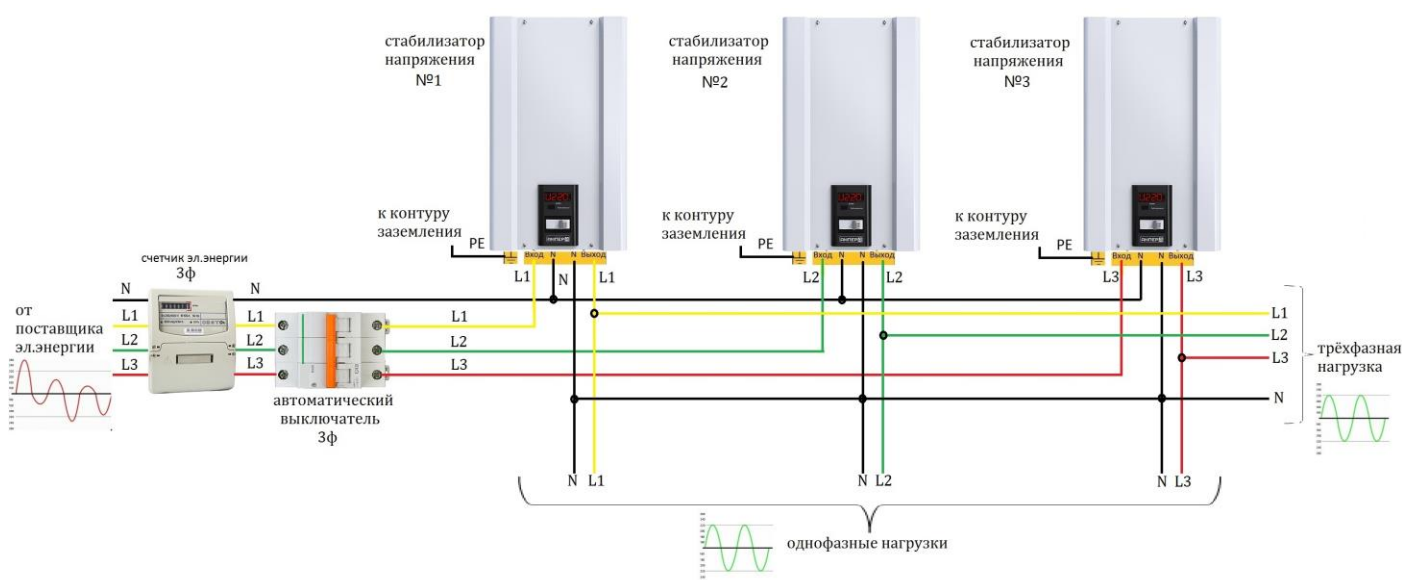 стабилизатор
напряжения
№1
стабилизатор
напряжения
№2
стабилизатор
напряжения
№3
к контуру
заземления
PE
к контуру
заземления
PE
к контуру
заземления
PE
Вход N N Выход
Вход N N Выход
Вход N N Выход
L1 N L1
L2 L2
L3 L3
счетчик эл.энергии
3ф
от
поставщика
эл.энергии
N N
L1 L1 L1
L2 L2 L2
L3 L3 L3
автоматический
выключатель
3ф
L1
L2
L3
N
трёхфазная
нагрузка
N L1
N L2
N L3
однофазные нагрузки